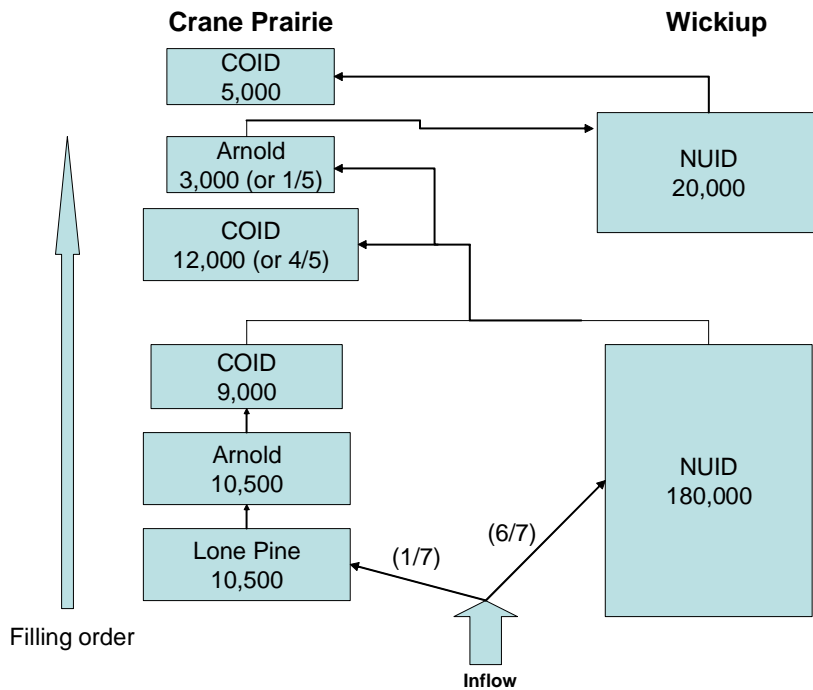 Crane Prairie
Wickiup
COID
5,000
Arnold
3,000 (or 1/5)
NUID
20,000
COID
12,000 (or 4/5)
COID
9,000
Arnold
10,500
NUID
180,000
Lone Pine
10,500
(1/7)
(6/7)
Filling order
Inflow